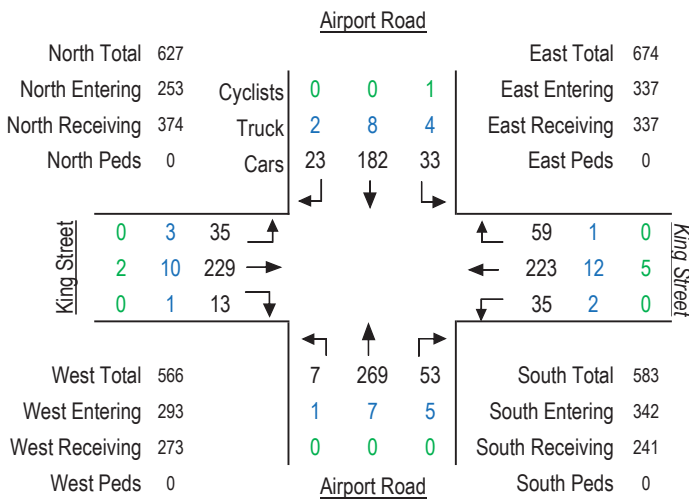 Airport Road
North Total 627
East Total 674
North Entering 253
Cyclists 0 0 1
East Entering 337
North Receiving 374
Truck 2 8 4
East Receiving 337
North Peds 0
Cars 23 182 33
East Peds 0
King Street
0 3 35
2 10 229
0 1 13
59 1 0
223 12 5
35 2 0
King Street
West Total 566
7 269 53
South Total 583
West Entering 293
1 7 5
South Entering 342
West Receiving 273
0 0 0
South Receiving 241
West Peds 0
Airport Road
South Peds 0